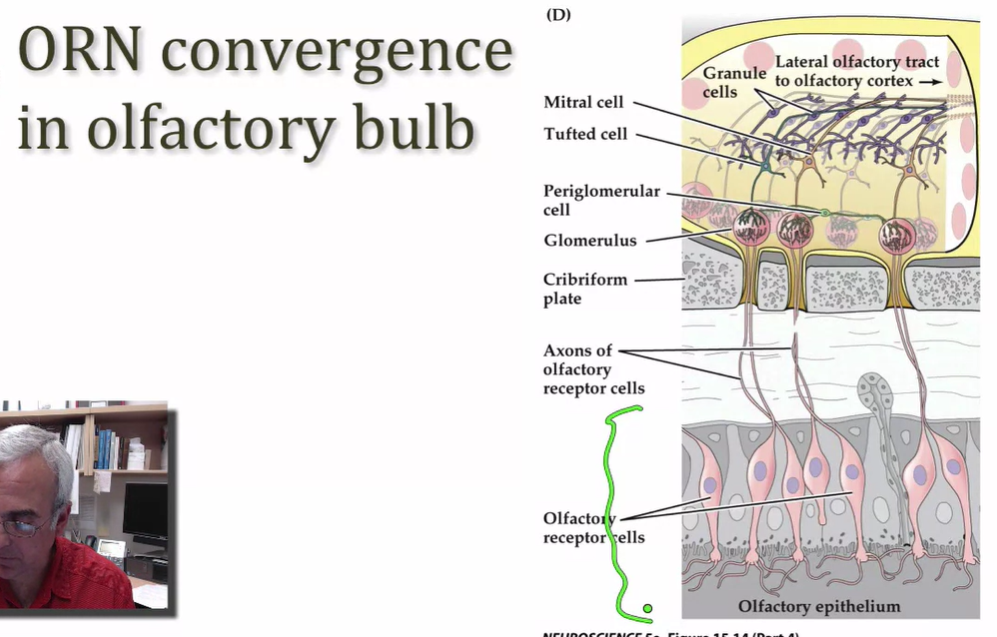 ORN convergence
in olfactory bulb
(D)
Lateral olfactory tract
to olfactory cortex
Granule
cells
Mitral cell
Tufted cell
Periglomerular
cell
Glomerulus
Cribriform
plate
Axons of
olfactory
receptor cells
Olfactory
receptor cells
Olfactory epithelium
NEUROSCIENCE 5e, Figure 15.14 (Part 4)